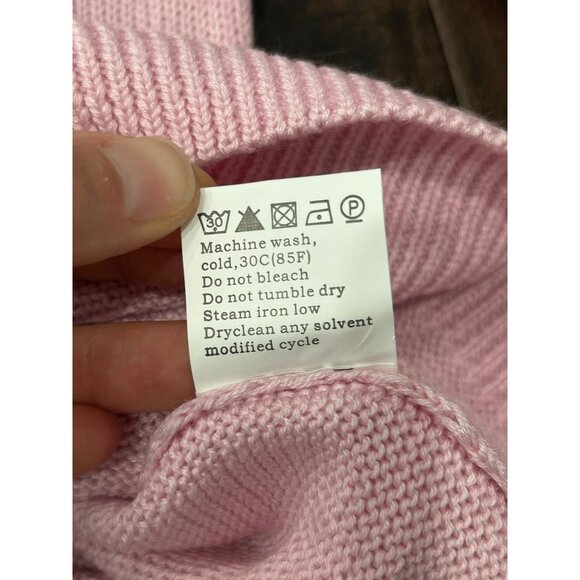 30 P
Machine wash,
cold,30C(85F)
Do not bleach
Do not tumble dry
Steam iron low
Dryclean any solvent
modified cycle